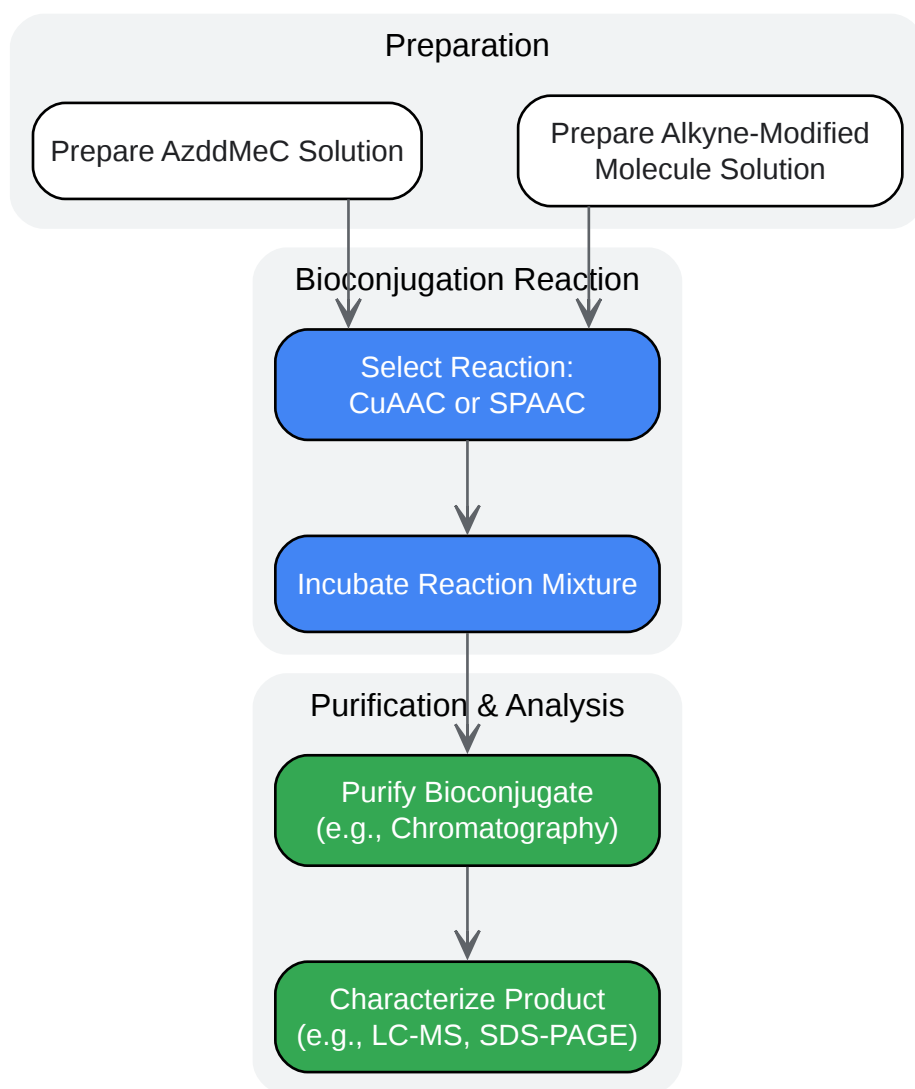 Preparation
Prepare AzddMeC Solution
Prepare Alkyne-Modified
Molecule Solution
Bioconjugation Reaction
Select Reaction:
CuAAC or SPAAC
Incubate Reaction Mixture
Purification & Analysis
Purify Bioconjugate
(e.g., Chromatography)
Characterize Product
(e.g., LC-MS, SDS-PAGE)